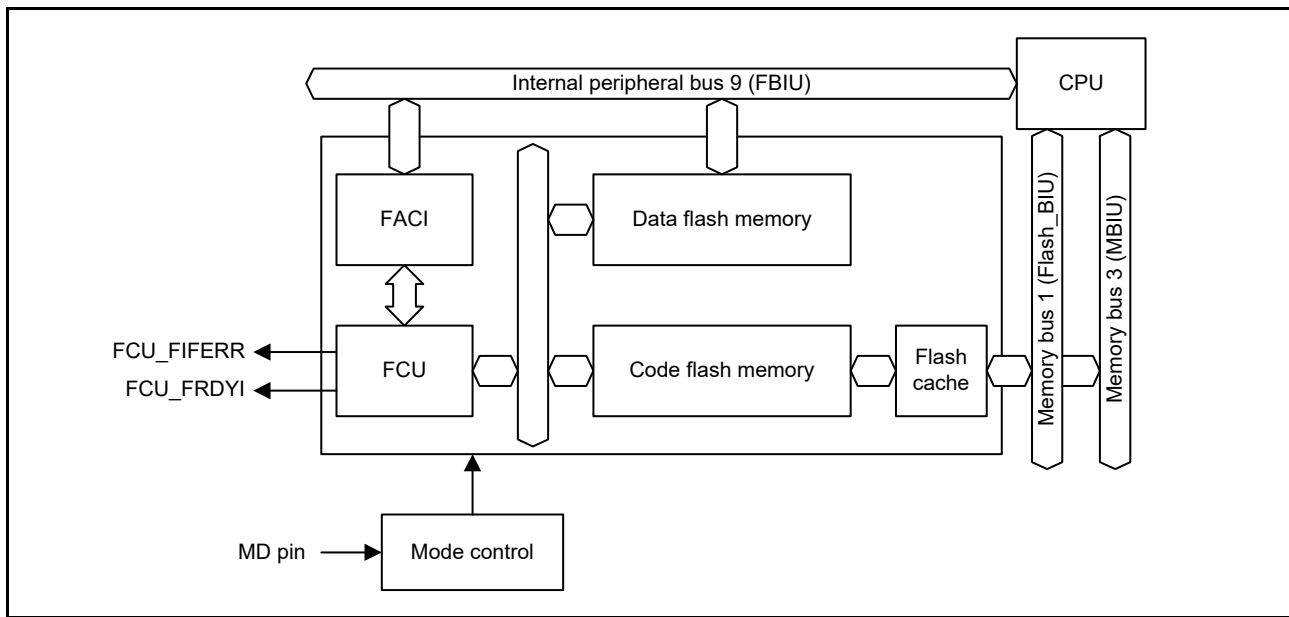 Internal peripheral bus 9 (FBIU)
CPU
FACI
Data flash memory
Memory bus 1 (Flash_BIU)
Memory bus 3 (MBIU)
FCU_FIFERR
FCU_FRDYI
FCU
Code flash memory
Flash
cache
MD pin
Mode control